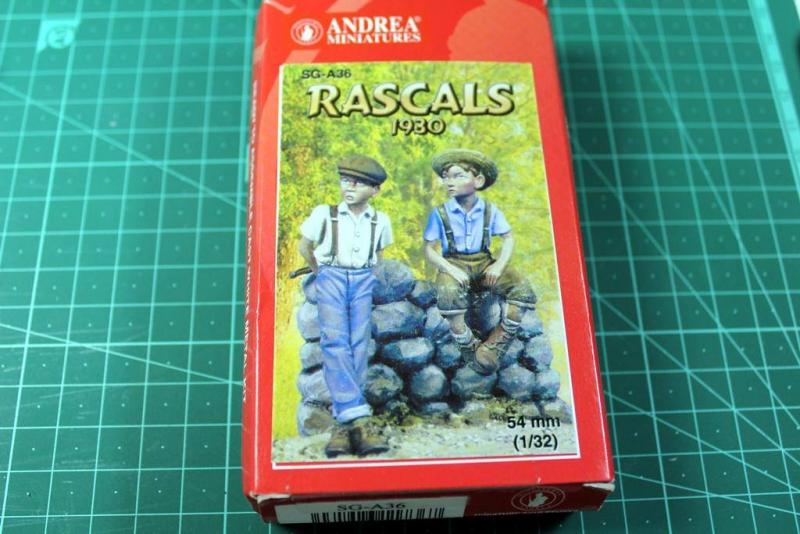 ANDREA®
MINIATURES
SG-A36
RASCALS
1930
54 mm
(1/32)
SG-A36